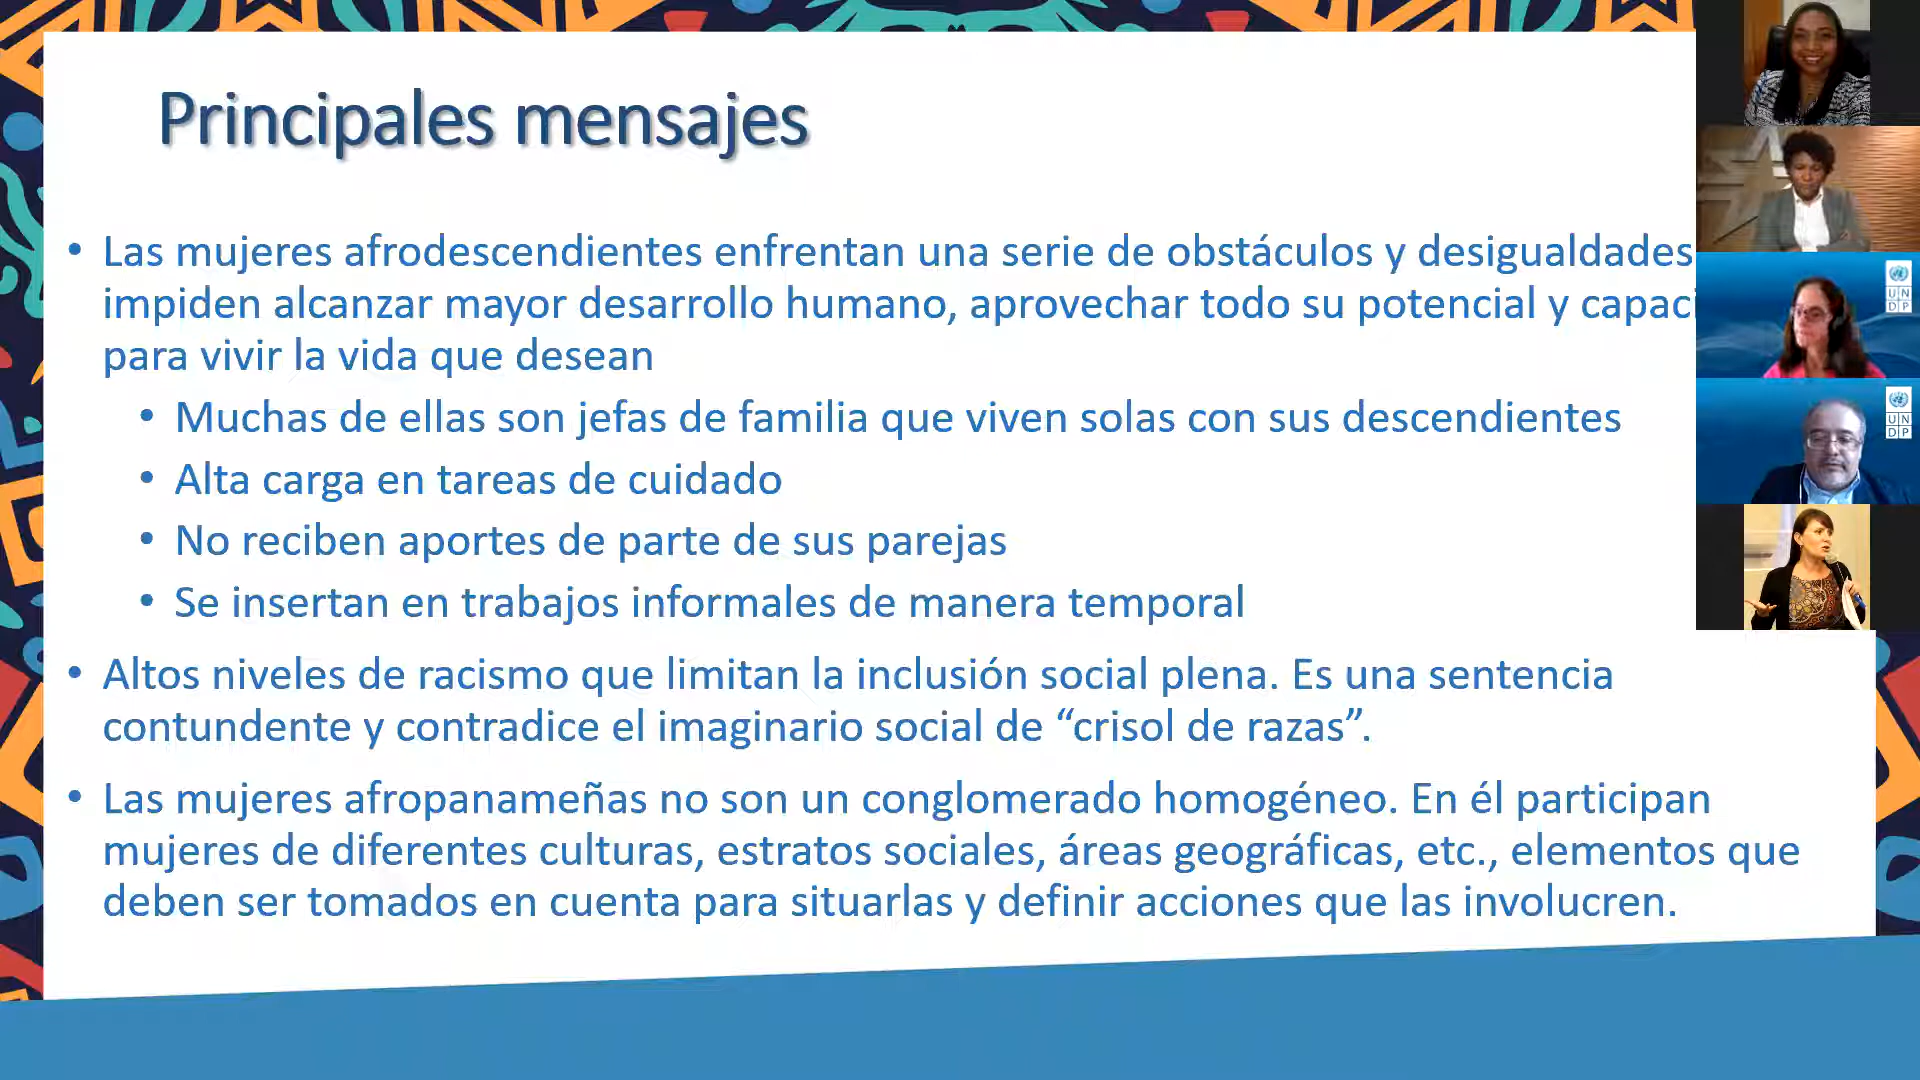 Principales mensajes
• Las mujeres afrodescendientes enfrentan una serie de obstáculos y desigualdades
impiden alcanzar mayor desarrollo humano, aprovechar todo su potencial y capaci
para vivir la vida que desean
• Muchas de ellas son jefas de familia que viven solas con sus descendientes
• Alta carga en tareas de cuidado
• No reciben aportes de parte de sus parejas
• Se insertan en trabajos informales de manera temporal
• Altos niveles de racismo que limitan la inclusión social plena. Es una sentencia
contundente y contradice el imaginario social de “crisol de razas”.
• Las mujeres afropanameñas no son un conglomerado homogéneo. En él participan
mujeres de diferentes culturas, estratos sociales, áreas geográficas, etc., elementos que
deben ser tomados en cuenta para situarlas y definir acciones que las involucren.
U N
D P
U N
D P